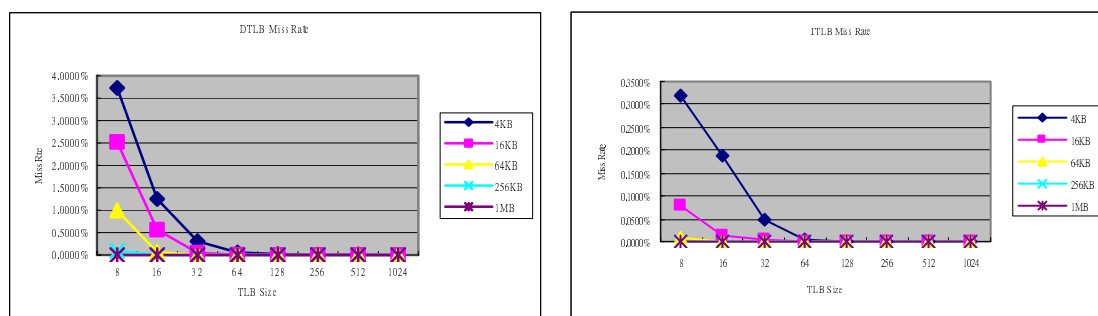 DTLB Miss Rate
4.0000%
3.5000%
3.0000%
2.5000%
2.0000%
1.5000%
1.0000%
0.5000%
0.0000%
Miss Rte
8 16 32 64 128 256 512 1024
TLB Size
4KB
16KB
64KB
256KB
1MB
ITLB Miss Rate
0.3500%
0.3000%
0.2500%
0.2000%
0.1500%
0.1000%
0.0500%
0.0000%
Miss Rate
8 16 32 64 128 256 512 1024
TLB Size
4KB
16KB
64KB
256KB
1MB